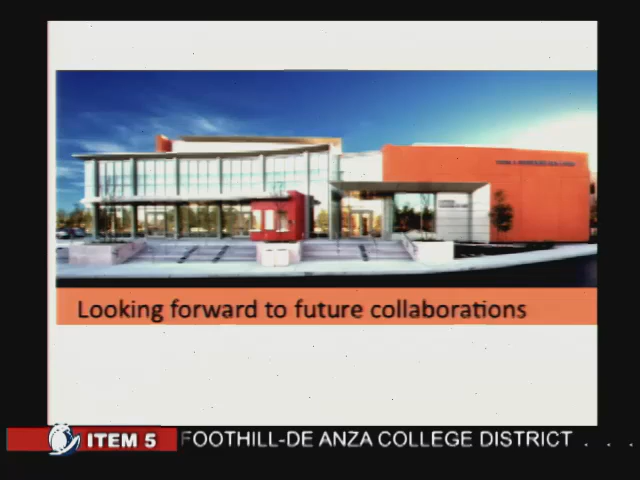 Looking forward to future collaborations
ITEM 5 FOOTHILL-DE ANZA COLLEGE DISTRICT . . .